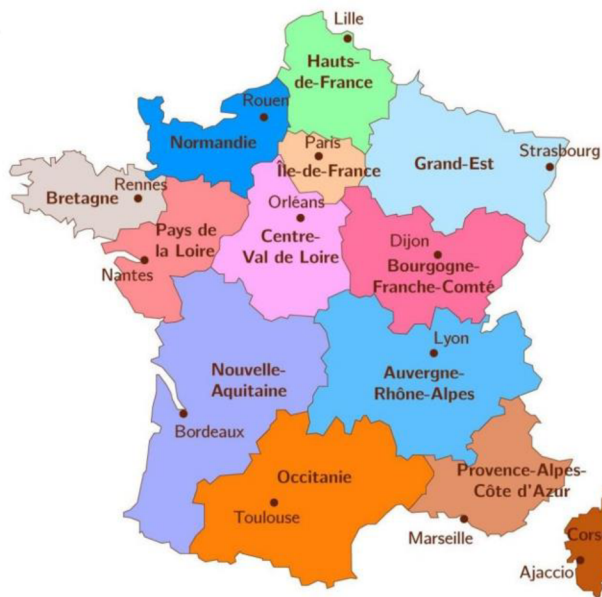 Lille
Hauts-
de-France
Rouen
Normandie
Paris
Île-de-France
Grand-Est
Strasbourg
Bretagne
Rennes
Pays de
la Loire
Nantes
Orléans
Centre-
Val de Loire
Dijon
Bourgogne-
Franche-Comté
Nouvelle-
Aquitaine
Bordeaux
Lyon
Auvergne-
Rhône-Alpes
Occitanie
Toulouse
Provence-Alpes-
Côte d'Azur
Marseille
Cors
Ajaccio